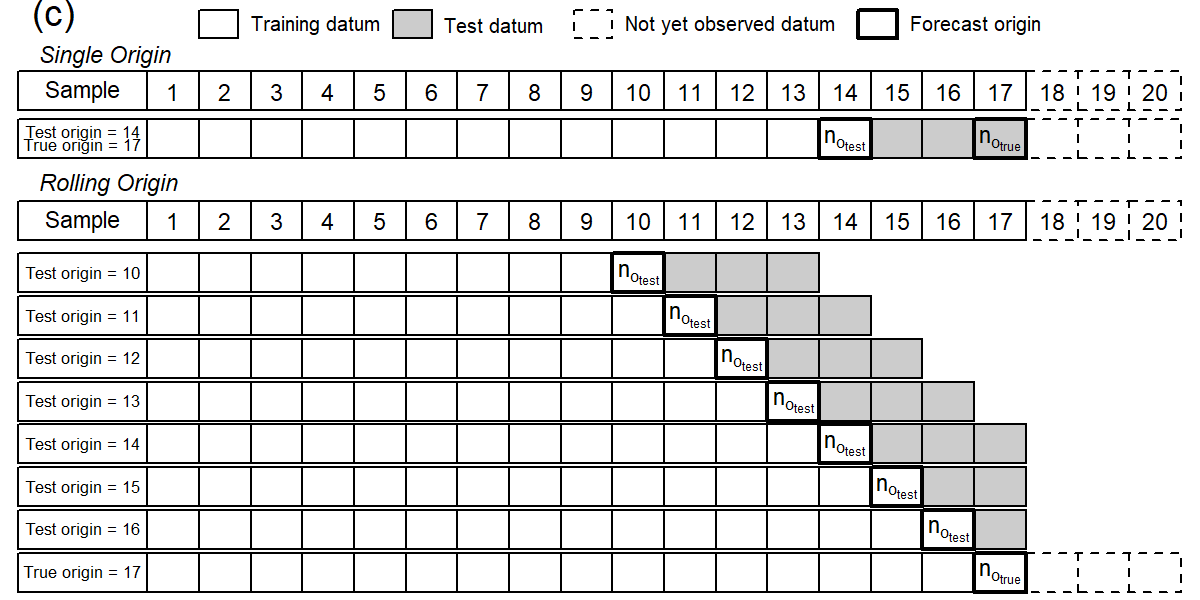 (c)
Training datum Test datum Not yet observed datum Forecast origin
Single Origin
Sample 1 2 3 4 5 6 7 8 9 10 11 12 13 14 15 16 17 18 19 20
Test origin = 14
True origin = 17
n_{o_{test}} n_{o_{true}}
Rolling Origin
Sample 1 2 3 4 5 6 7 8 9 10 11 12 13 14 15 16 17 18 19 20
Test origin = 10 n_{o_{test}}
Test origin = 11 n_{o_{test}}
Test origin = 12 n_{o_{test}}
Test origin = 13 n_{o_{test}}
Test origin = 14 n_{o_{test}}
Test origin = 15 n_{o_{test}}
Test origin = 16 n_{o_{test}}
True origin = 17 n_{o_{true}}